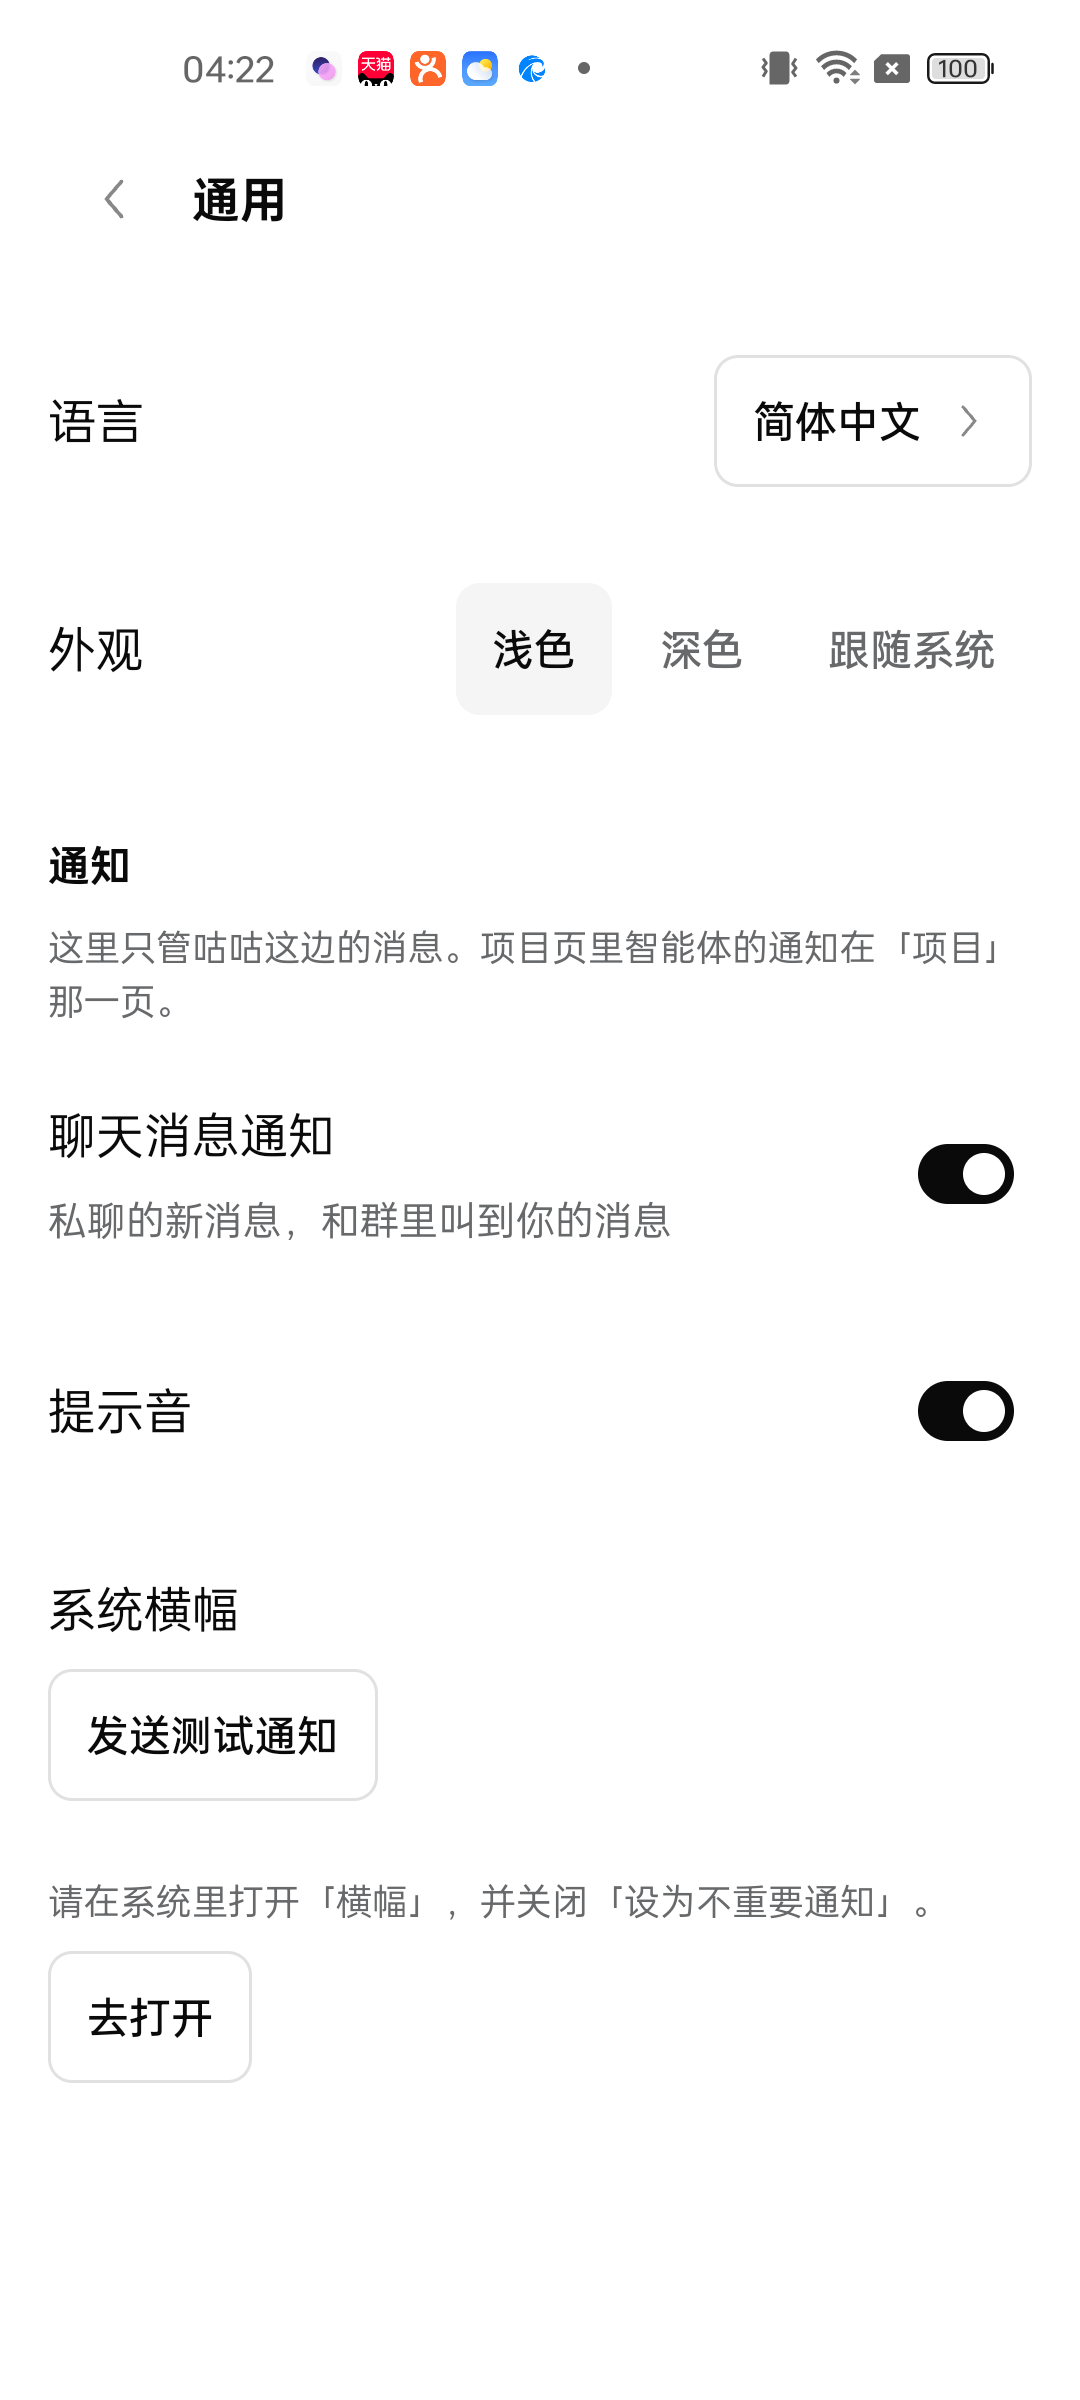 04:22
天猫
100
通用
语言
简体中文
外观
浅色
深色
跟随系统
通知
这里只管咕咕这边的消息。项目页里智能体的通知在「项目」
那一页。
聊天消息通知
私聊的新消息，和群里叫到你的消息
提示音
系统横幅
发送测试通知
请在系统里打开「横幅」，并关闭「设为不重要通知」。
去打开